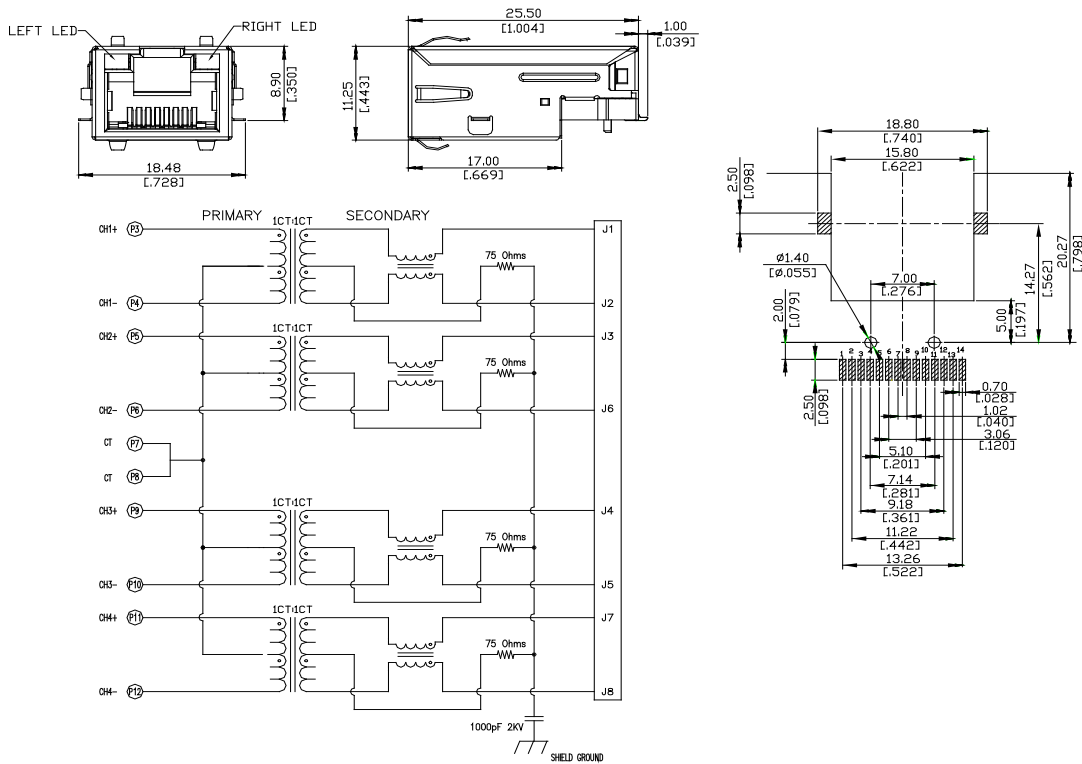 LEFT LED
RIGHT LED
8.90
[.350]
18.48
[.728]
25.50
[1.004]
1.00
[.039]
11.25
[.443]
17.00
[.669]
PRIMARY
SECONDARY
1CT:1CT
CH1+ P3
J1
75 Ohms
CH1- P4
J2
1CT:1CT
CH2+ P5
J3
75 Ohms
CH2- P6
J6
CT P7
CT P8
1CT:1CT
CH3+ P9
J4
75 Ohms
CH3- P10
J5
1CT:1CT
CH4+ P11
J7
75 Ohms
CH4- P12
J8
1000pF 2KV
SHIELD GROUND
18.80
[.740]
15.80
[.622]
2.50
[.098]
20.27
[.798]
14.27
[.562]
Ø1.40
[Ø.055]
7.00
[.276]
2.00
[.079]
5.00
[.197]
1 2 3 4 5 6 7 8 9 10 11 12 13 14
2.50
[.098]
0.70
[.028]
1.02
[.040]
3.06
[.120]
5.10
[.201]
7.14
[.281]
9.18
[.361]
11.22
[.442]
13.26
[.522]